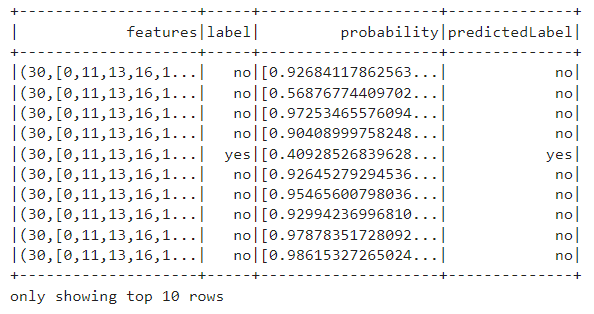 +--------------------+-----+--------------------+--------------+
|            features|label|         probability|predictedLabel|
+--------------------+-----+--------------------+--------------+
|(30,[0,11,13,16,1...|   no|[0.92684117862563...|            no|
|(30,[0,11,13,16,1...|   no|[0.56876774409702...|            no|
|(30,[0,11,13,16,1...|   no|[0.97253465576094...|            no|
|(30,[0,11,13,16,1...|   no|[0.90408999758248...|            no|
|(30,[0,11,13,16,1...|  yes|[0.40928526839628...|           yes|
|(30,[0,11,13,16,1...|   no|[0.92645279294536...|            no|
|(30,[0,11,13,16,1...|   no|[0.95465600798036...|            no|
|(30,[0,11,13,16,1...|   no|[0.92994236996810...|            no|
|(30,[0,11,13,16,1...|   no|[0.97878351728092...|            no|
|(30,[0,11,13,16,1...|   no|[0.98615327265024...|            no|
+--------------------+-----+--------------------+--------------+
only showing top 10 rows